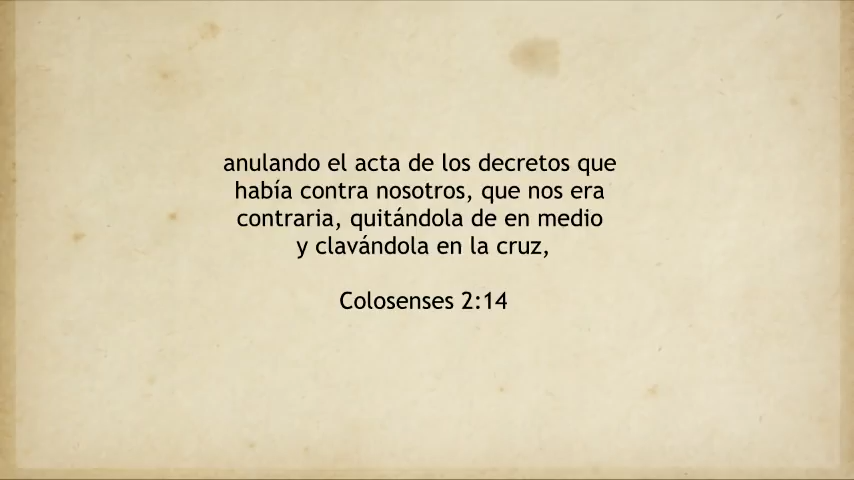 anulando el acta de los decretos que
había contra nosotros, que nos era
contraria, quitándola de en medio
y clavándola en la cruz,
Colosenses 2:14